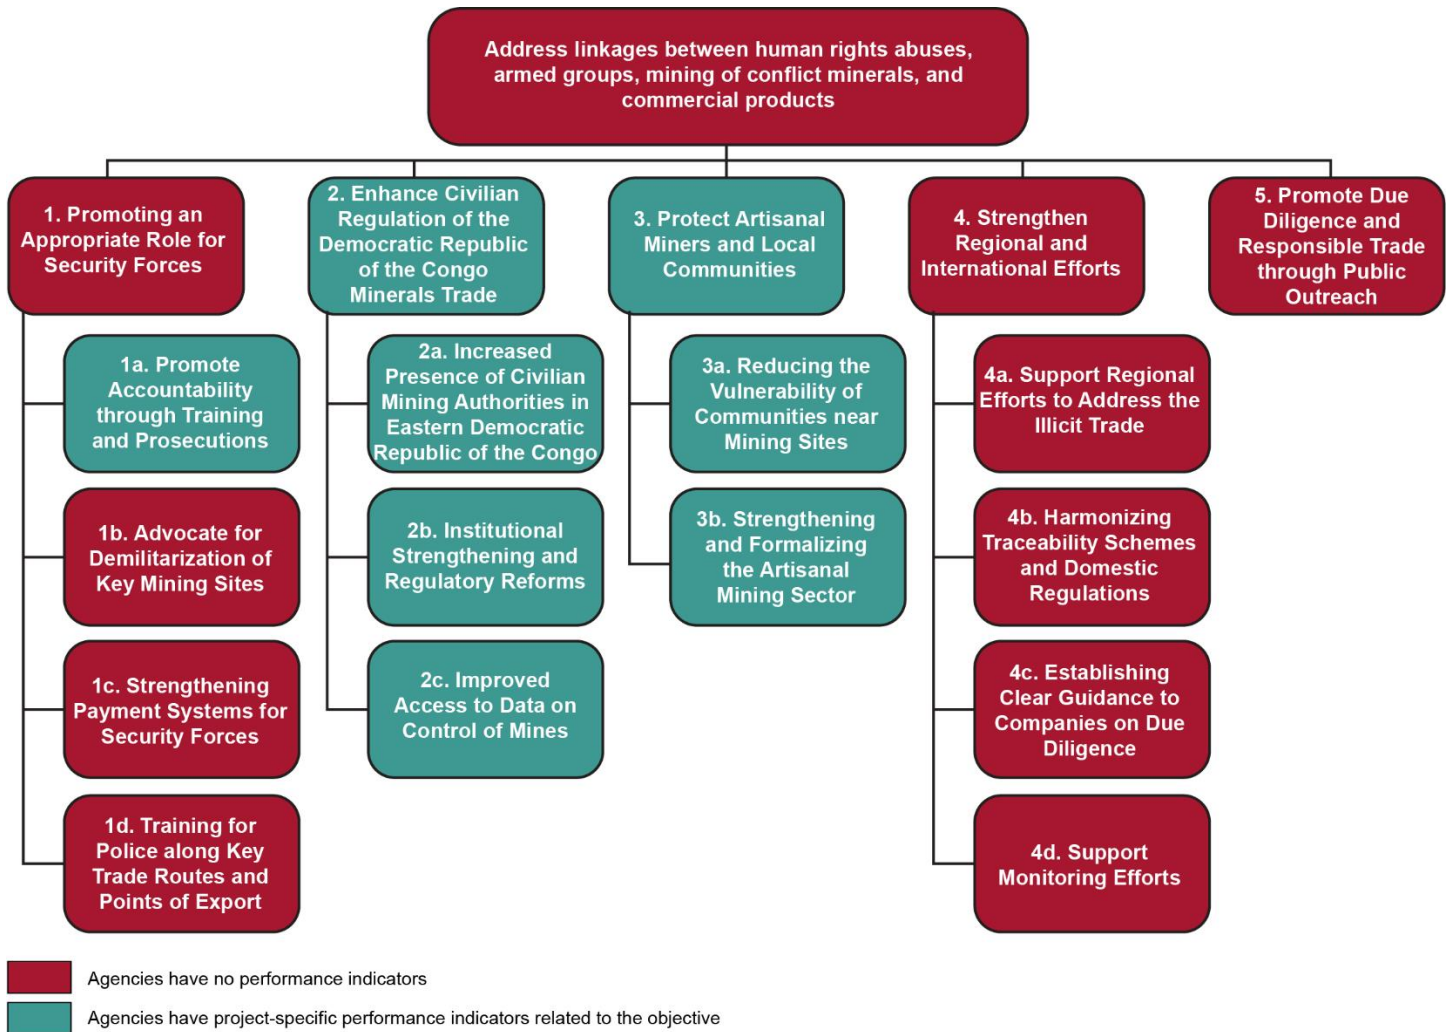 Address linkages between human rights abuses,
armed groups, mining of conflict minerals, and
commercial products
1. Promoting an
Appropriate Role for
Security Forces
1a. Promote
Accountability
through Training
and Prosecutions
1b. Advocate for
Demilitarization of
Key Mining Sites
1c. Strengthening
Payment Systems for
Security Forces
1d. Training for
Police along Key
Trade Routes and
Points of Export
2. Enhance Civilian
Regulation of the
Democratic Republic
of the Congo
Minerals Trade
2a. Increased
Presence of Civilian
Mining Authorities in
Eastern Democratic
Republic of the Congo
2b. Institutional
Strengthening and
Regulatory Reforms
2c. Improved
Access to Data on
Control of Mines
3. Protect Artisanal
Miners and Local
Communities
3a. Reducing the
Vulnerability of
Communities near
Mining Sites
3b. Strengthening
and Formalizing
the Artisanal
Mining Sector
4. Strengthen
Regional and
International Efforts
4a. Support Regional
Efforts to Address the
Illicit Trade
4b. Harmonizing
Traceability Schemes
and Domestic
Regulations
4c. Establishing
Clear Guidance to
Companies on Due
Diligence
4d. Support
Monitoring Efforts
5. Promote Due
Diligence and
Responsible Trade
through Public
Outreach
Agencies have no performance indicators
Agencies have project-specific performance indicators related to the objective